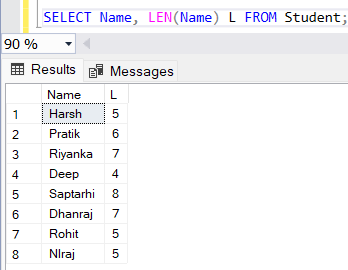 SELECT Name, LEN(Name) L FROM Student;
90 %
Results Messages
Name L
1 Harsh 5
2 Pratik 6
3 Riyanka 7
4 Deep 4
5 Saptarhi 8
6 Dhanraj 7
7 Rohit 5
8 NIraj 5